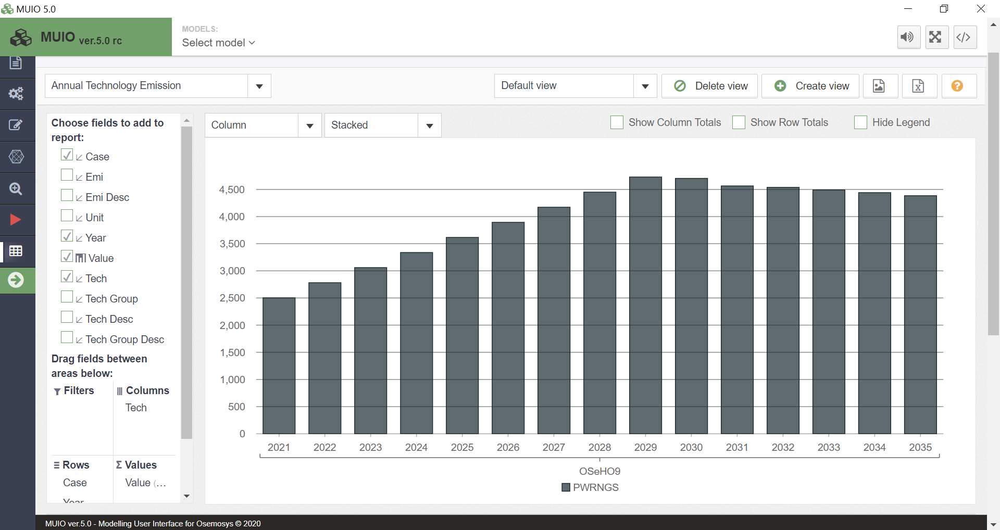 MUIO 5.0
MUIO ver.5.0 rc
MODELS:
Select model
Annual Technology Emission
Default view
Delete view
Create view
Choose fields to add to
report:
Case
Emi
Emi Desc
Unit
Year
Value
Tech
Tech Group
Tech Desc
Tech Group Desc
Drag fields between
areas below:
Filters
Columns
Tech
Rows
Values
Case
Value (...
Year
Column
Stacked
Show Column Totals
Show Row Totals
Hide Legend
4,500
4,000
3,500
3,000
2,500
2,000
1,500
1,000
500
0
2021 2022 2023 2024 2025 2026 2027 2028 2029 2030 2031 2032 2033 2034 2035
OSeHO9
PWRNGS
MUIO ver.5.0 - Modelling User Interface for Osemosys © 2020